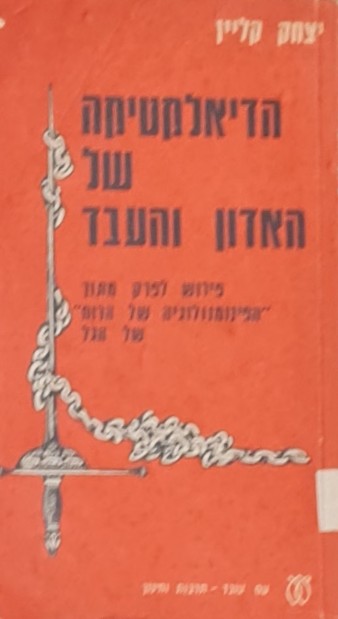 יצחק קליין
הדיאלקטיקה
של
האדון והעבד
פירוש לפרק מתוך
"הפינומנולוגיה של הרוח"
של הגל
עם עובד - תרבות וחינוך